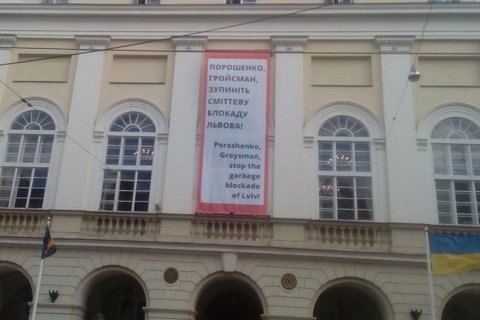 ПОРОШЕНКО,
ГРОЙСМАН,
ЗУПИНІТЬ
СМІТТЄВУ
БЛОКАДУ
ЛЬВОВА!
Poroshenko,
Groysman,
stop the
garbage
blockade
of Lviv!